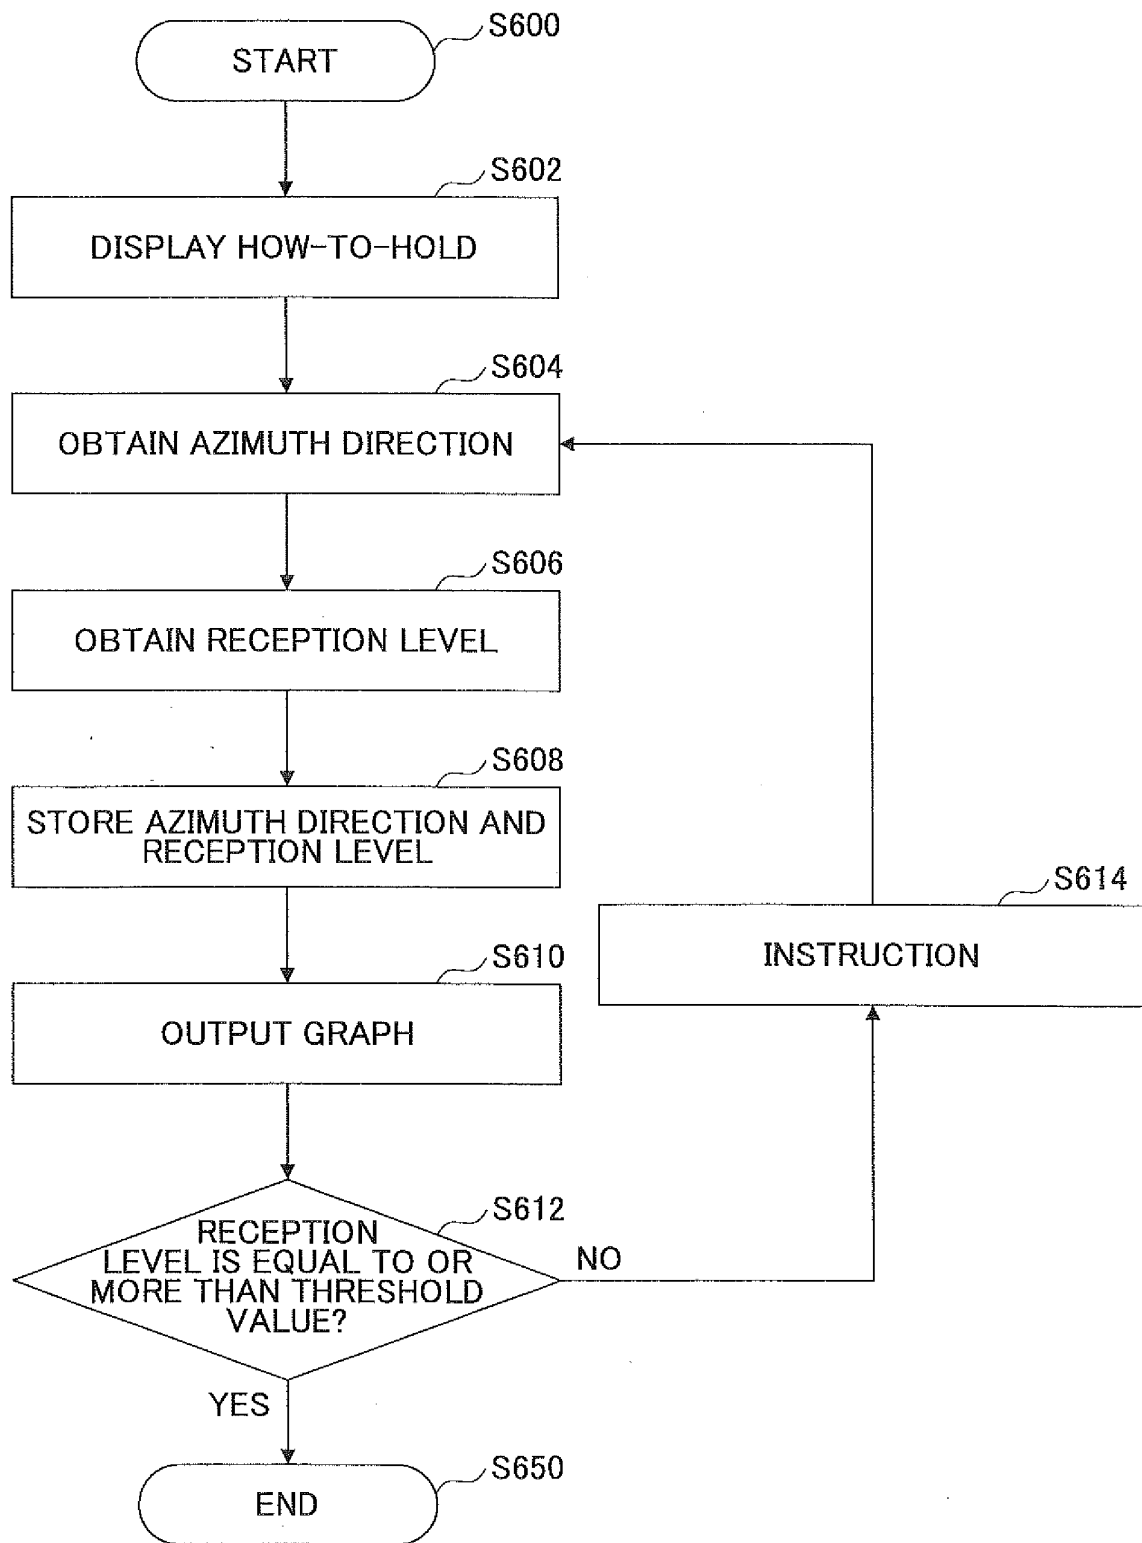 S600
START
S602
DISPLAY HOW-TO-HOLD
S604
OBTAIN AZIMUTH DIRECTION
S606
OBTAIN RECEPTION LEVEL
S608
STORE AZIMUTH DIRECTION AND
RECEPTION LEVEL
S614
INSTRUCTION
S610
OUTPUT GRAPH
S612
RECEPTION
LEVEL IS EQUAL TO OR
MORE THAN THRESHOLD
VALUE?
NO
YES
S650
END